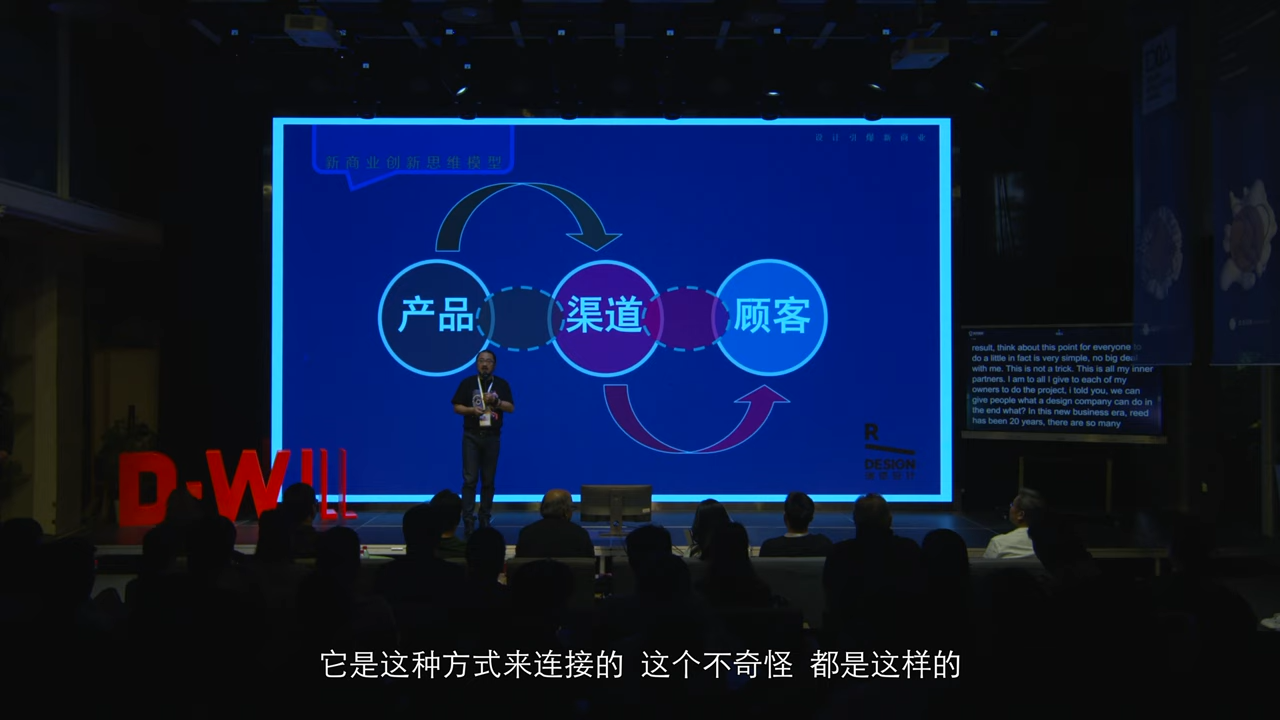 设计引爆新商业
新商业创新思维模型
产品
渠道
顾客
result, think about this point for everyone to
do a little in fact is very simple, no big deal
with me. This is not a trick. This is all my inner
partners. I am to all I give to each of my
owners to do the project, i told you, we can
give people what a design company can do in
the end what? In this new business era, reed
has been 20 years, there are so many
R
DESIGN
D·WILL
它是这种方式来连接的 这个不奇怪 都是这样的